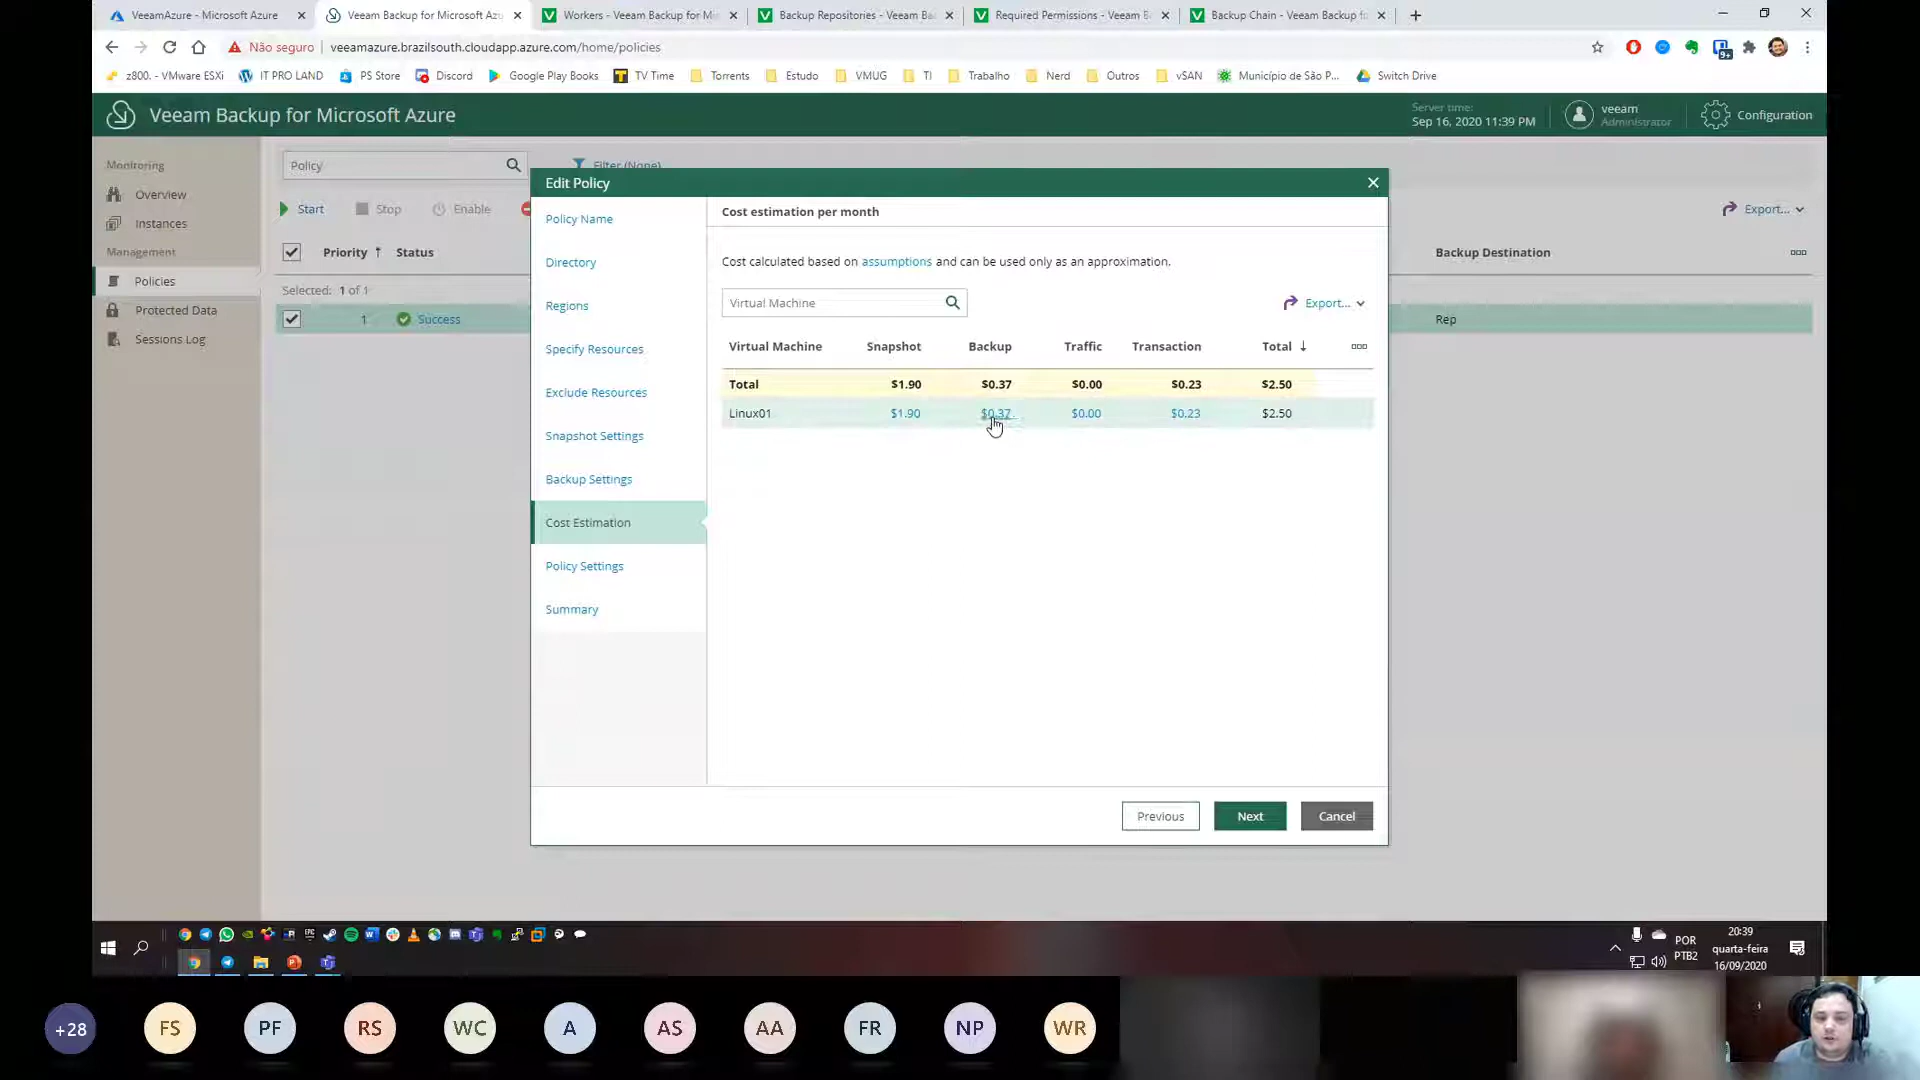 VeeamAzure - Microsoft Azure
Veeam Backup for Microsoft Azu
Workers - Veeam Backup for Mi
Backup Repositories - Veeam Ba
Required Permissions - Veeam B
Backup Chain - Veeam Backup fo
Não seguro
veeamazure.brazilsouth.cloudapp.azure.com/home/policies
9+
z800. - VMware ESXi
IT PRO LAND
PS Store
Discord
Google Play Books
TV Time
Torrents
Estudo
VMUG
TI
Trabalho
Nerd
Outros
vSAN
Município de São P...
Switch Drive
Veeam Backup for Microsoft Azure
Server time:
Sep 16, 2020 11:39 PM
veeam
Administrator
Configuration
Monitoring
Overview
Instances
Management
Policies
Protected Data
Sessions Log
Policy
Filter (None)
Start
Stop
Enable
Export...
Priority
Status
Backup Destination
Selected: 1 of 1
1
Success
Rep
Edit Policy
Policy Name
Directory
Regions
Specify Resources
Exclude Resources
Snapshot Settings
Backup Settings
Cost Estimation
Policy Settings
Summary
Cost estimation per month
Cost calculated based on assumptions and can be used only as an approximation.
Virtual Machine
Export...
Virtual Machine Snapshot Backup Traffic Transaction Total
Total $1.90 $0.37 $0.00 $0.23 $2.50
Linux01 $1.90 $0.37 $0.00 $0.23 $2.50
Previous
Next
Cancel
POR
PTB2
20:39
quarta-feira
16/09/2020
+28
FS
PF
RS
WC
A
AS
AA
FR
NP
WR